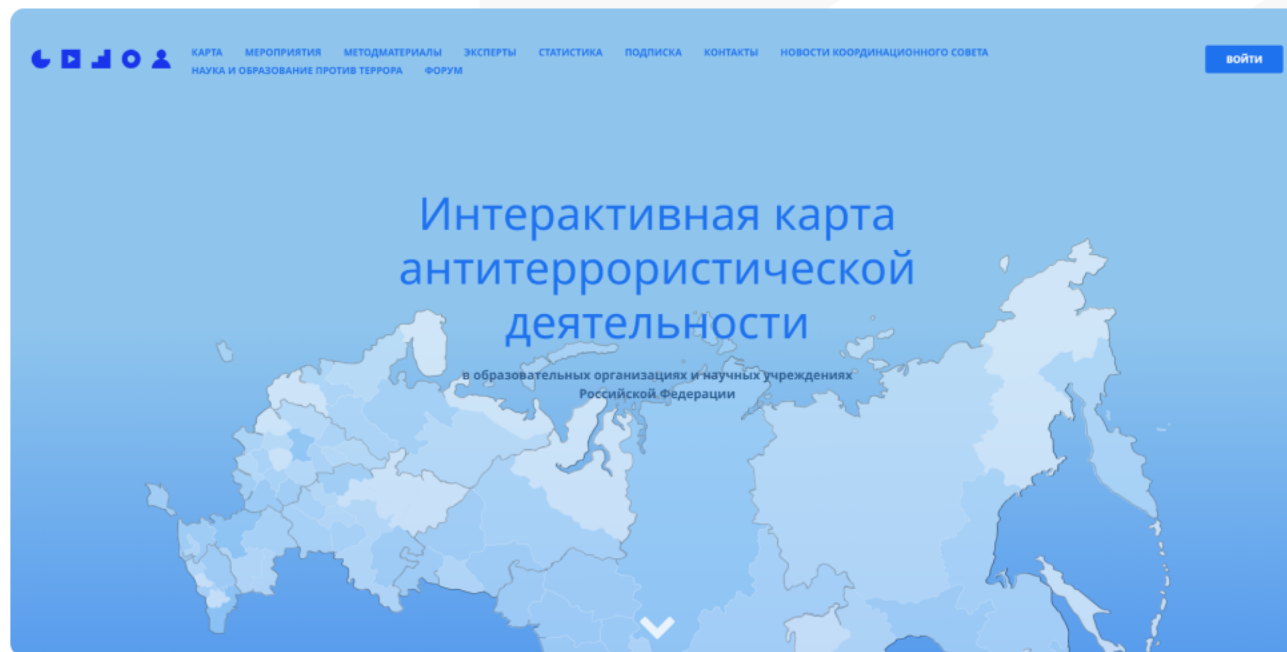 КАРТА МЕРОПРИЯТИЯ МЕТОДМАТЕРИАЛЫ ЭКСПЕРТЫ СТАТИСТИКА ПОДПИСКА КОНТАКТЫ НОВОСТИ КООРДИНАЦИОННОГО СОВЕТА
НАУКА И ОБРАЗОВАНИЕ ПРОТИВ ТЕРРОРА ФОРУМ
ВОЙТИ
Интерактивная карта
антитеррористической
деятельности
в образовательных организациях и научных учреждениях
Российской Федерации